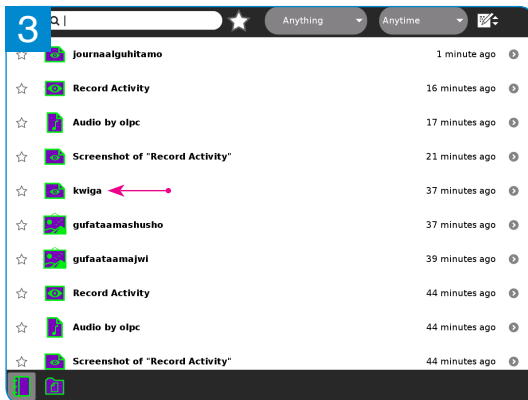 3
Anything Anytime
journaalguhitamo 1 minute ago
Record Activity 16 minutes ago
Audio by olpc 17 minutes ago
Screenshot of "Record Activity" 21 minutes ago
kwiga 37 minutes ago
gufataamashusho 37 minutes ago
gufaataamajwi 39 minutes ago
Record Activity 44 minutes ago
Audio by olpc 44 minutes ago
Screenshot of "Record Activity" 44 minutes ago